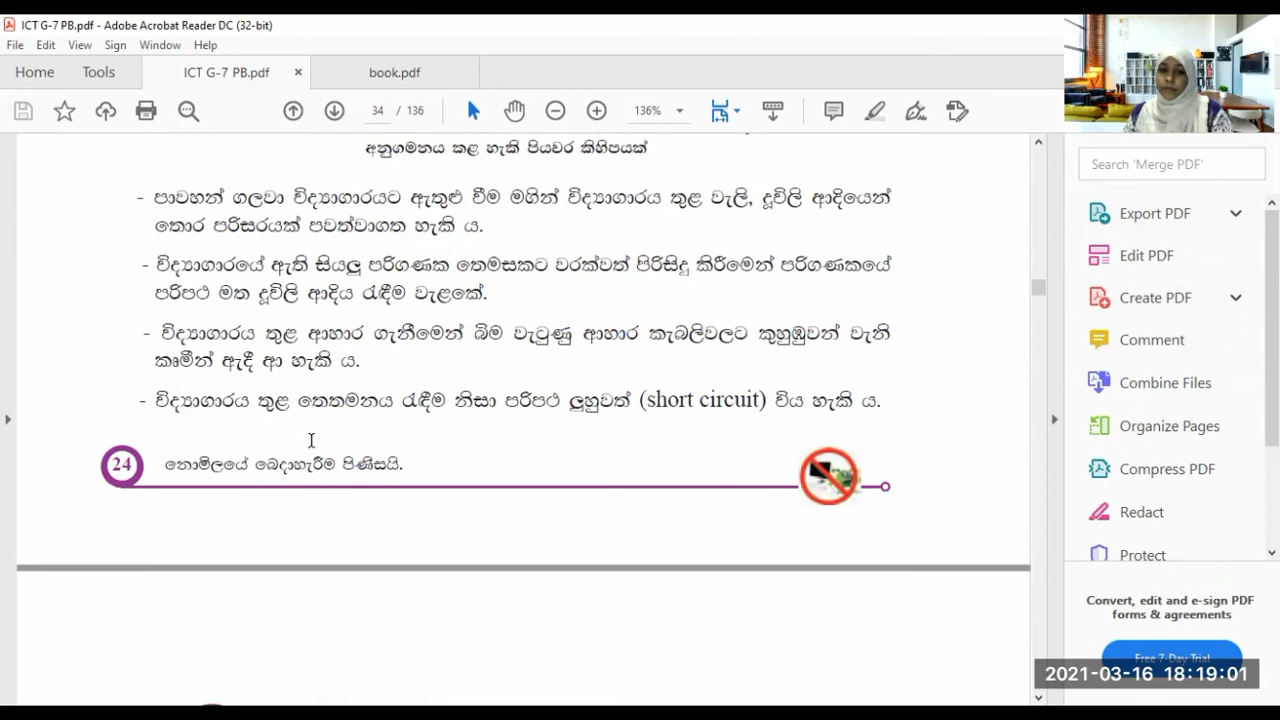 ICT G-7 PB.pdf - Adobe Acrobat Reader DC (32-bit)
File Edit View Sign Window Help
Home Tools ICT G-7 PB.pdf × book.pdf
34 136 136%
Search 'Merge PDF'
අනුගමනය කළ හැකි පියවර කිහිපයක්
- පාවහන් ගලවා විද්‍යාගාරයට ඇතුළු වීම මගින් විද්‍යාගාරය තුළ වැලි, දූවිලි ආදියෙන්
තොර පරිසරයක් පවත්වාගත හැකි ය.
- විද්‍යාගාරයේ ඇති සියලු පරිගණක තෙමසකට වරක්වත් පිරිසිදු කිරීමෙන් පරිගණකයේ
පරිපථ මත දූවිලි ආදිය රැඳීම වැළකේ.
- විද්‍යාගාරය තුළ ආහාර ගැනීමෙන් බිම වැටුණු ආහාර කැබලිවලට කුහුඹුවන් වැනි
කෘමීන් ඇදී ආ හැකි ය.
- විද්‍යාගාරය තුළ තෙතමනය රැඳීම නිසා පරිපථ ලුහුවත් (short circuit) විය හැකි ය.
24 නොමිලයේ බෙදාහැරීම පිණිසයි.
Export PDF
Edit PDF
Create PDF
Comment
Combine Files
Organize Pages
Compress PDF
Redact
Protect
Convert, edit and e-sign PDF
forms & agreements
Free 7-Day Trial
2021-03-16 18:19:01